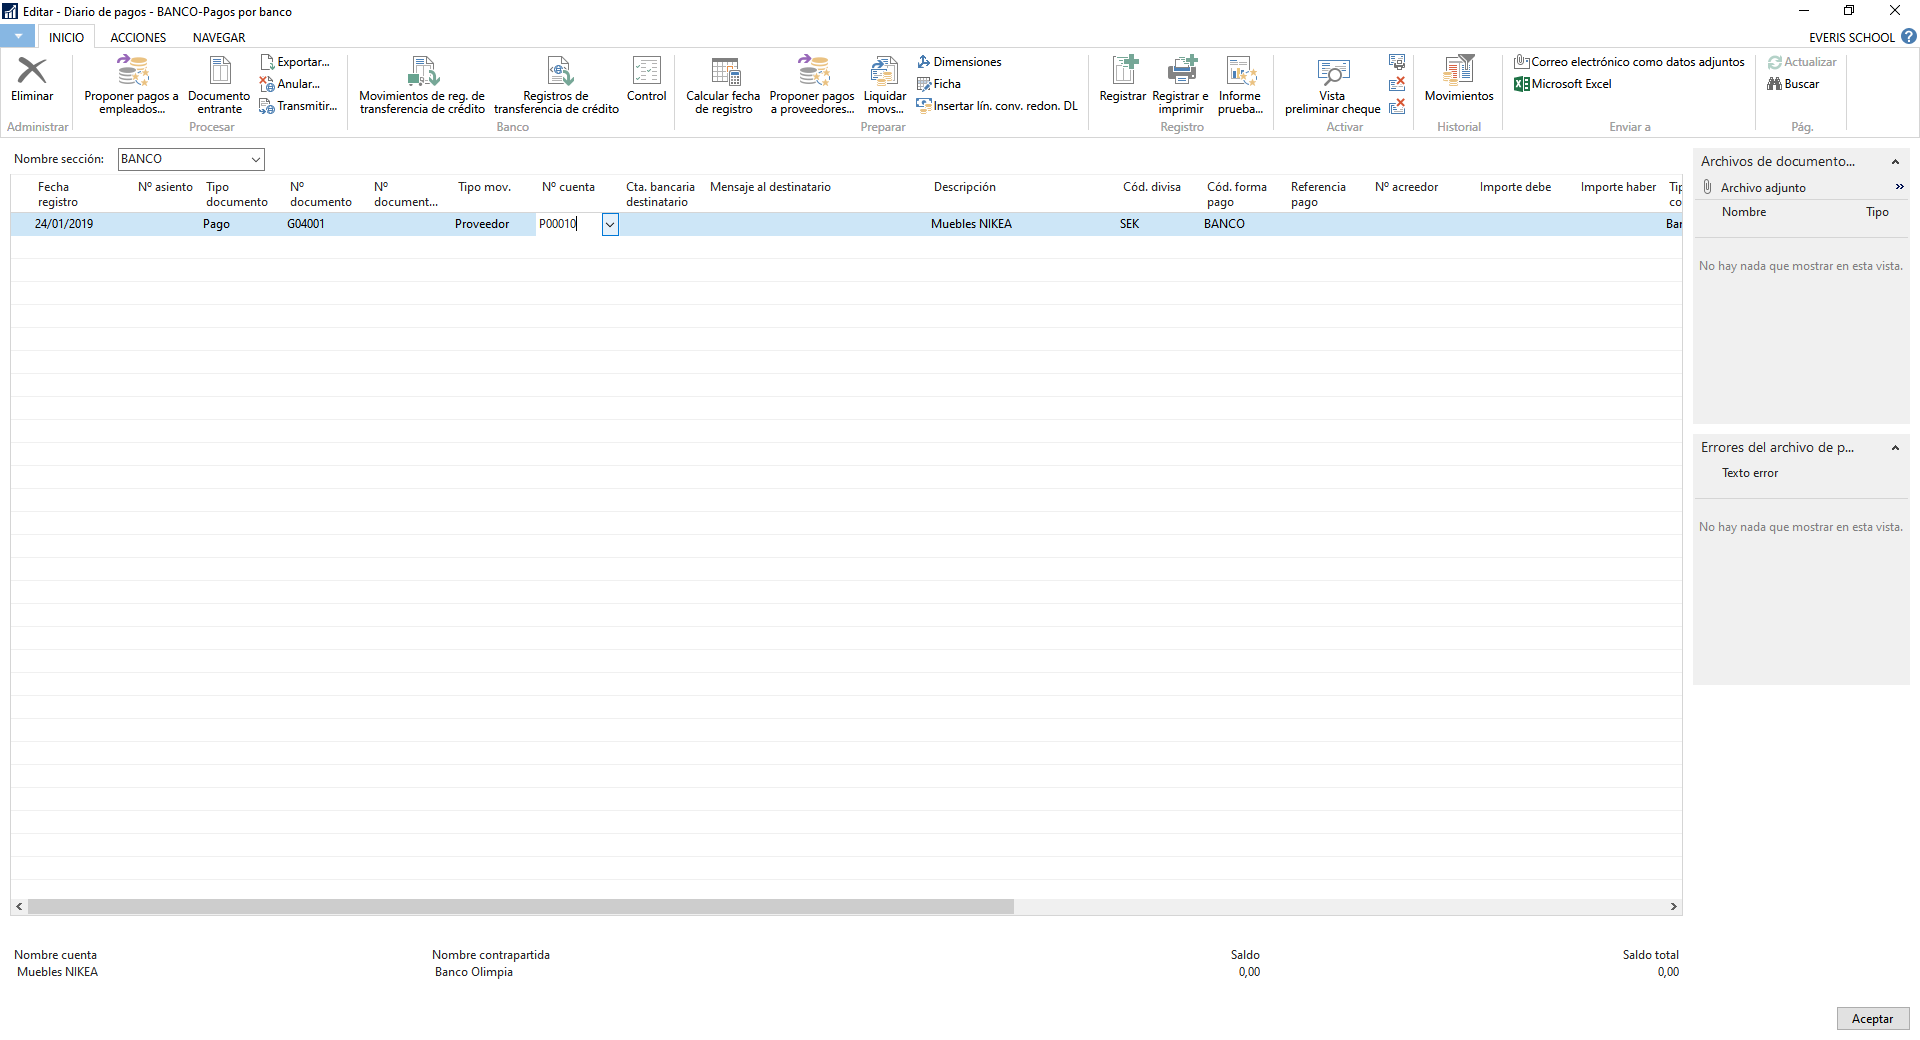 Editar - Diario de pagos - BANCO-Pagos por banco
INICIO ACCIONES NAVEGAR EVERIS SCHOOL
Eliminar
Administrar
Proponer pagos a
empleados...
Documento
entrante
Exportar...
Anular...
Transmitir...
Procesar
Movimientos de reg. de
transferencia de crédito
Registros de
transferencia de crédito
Control
Banco
Calcular fecha
de registro
Proponer pagos
a proveedores...
Liquidar
movs...
Dimensiones
Ficha
Insertar lín. conv. redon. DL
Preparar
Registrar
Registrar e
imprimir
Informe
prueba...
Registro
Vista
preliminar cheque
Activar
Movimientos
Historial
Correo electrónico como datos adjuntos
Microsoft Excel
Enviar a
Actualizar
Buscar
Pág.
Nombre sección: BANCO
Fecha
registro
Nº asiento
Tipo
documento
Nº
documento
Nº
document...
Tipo mov.
Nº cuenta
Cta. bancaria
destinatario
Mensaje al destinatario
Descripción
Cód. divisa
Cód. forma
pago
Referencia
pago
Nº acreedor
Importe debe
Importe haber
Tip
co
24/01/2019 Pago G04001 Proveedor P00010 Muebles NIKEA SEK BANCO Ban
Archivos de documento...
Archivo adjunto
Nombre Tipo
No hay nada que mostrar en esta vista.
Errores del archivo de p...
Texto error
No hay nada que mostrar en esta vista.
Nombre cuenta
Muebles NIKEA
Nombre contrapartida
Banco Olimpia
Saldo
0,00
Saldo total
0,00
Aceptar